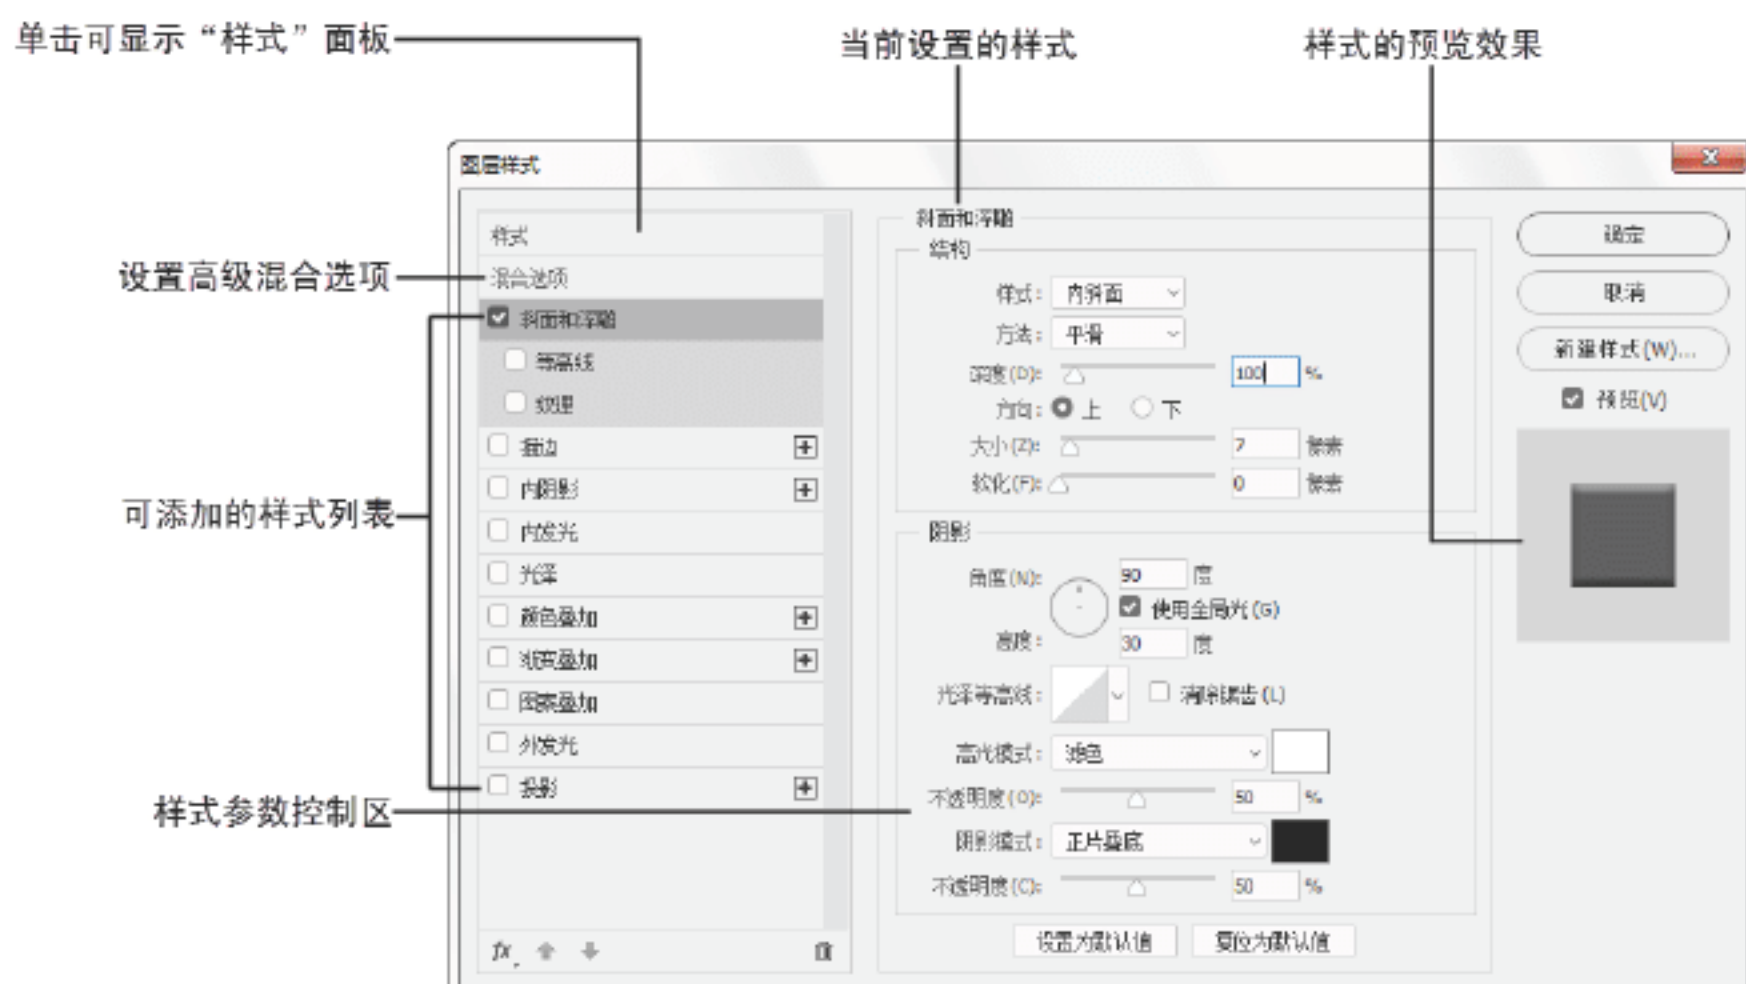 单击可显示“样式”面板
当前设置的样式
样式的预览效果
图层样式
样式
设置高级混合选项
混合选项
斜面和浮雕
等高线
纹理
描边
内阴影
可添加的样式列表
内发光
光泽
颜色叠加
渐变叠加
图案叠加
外发光
投影
样式参数控制区
fx
斜面和浮雕
结构
样式: 内斜面
方法: 平滑
深度(D): 100 %
方向: 上 下
大小(Z): 7 像素
软化(F): 0 像素
阴影
角度(N): 90 度
使用全局光(G)
高度: 30 度
光泽等高线: 消除锯齿(L)
高光模式: 滤色
不透明度(O): 50 %
阴影模式: 正片叠底
不透明度(C): 50 %
设置为默认值 复位为默认值
确定
取消
新建样式(W)...
预览(V)